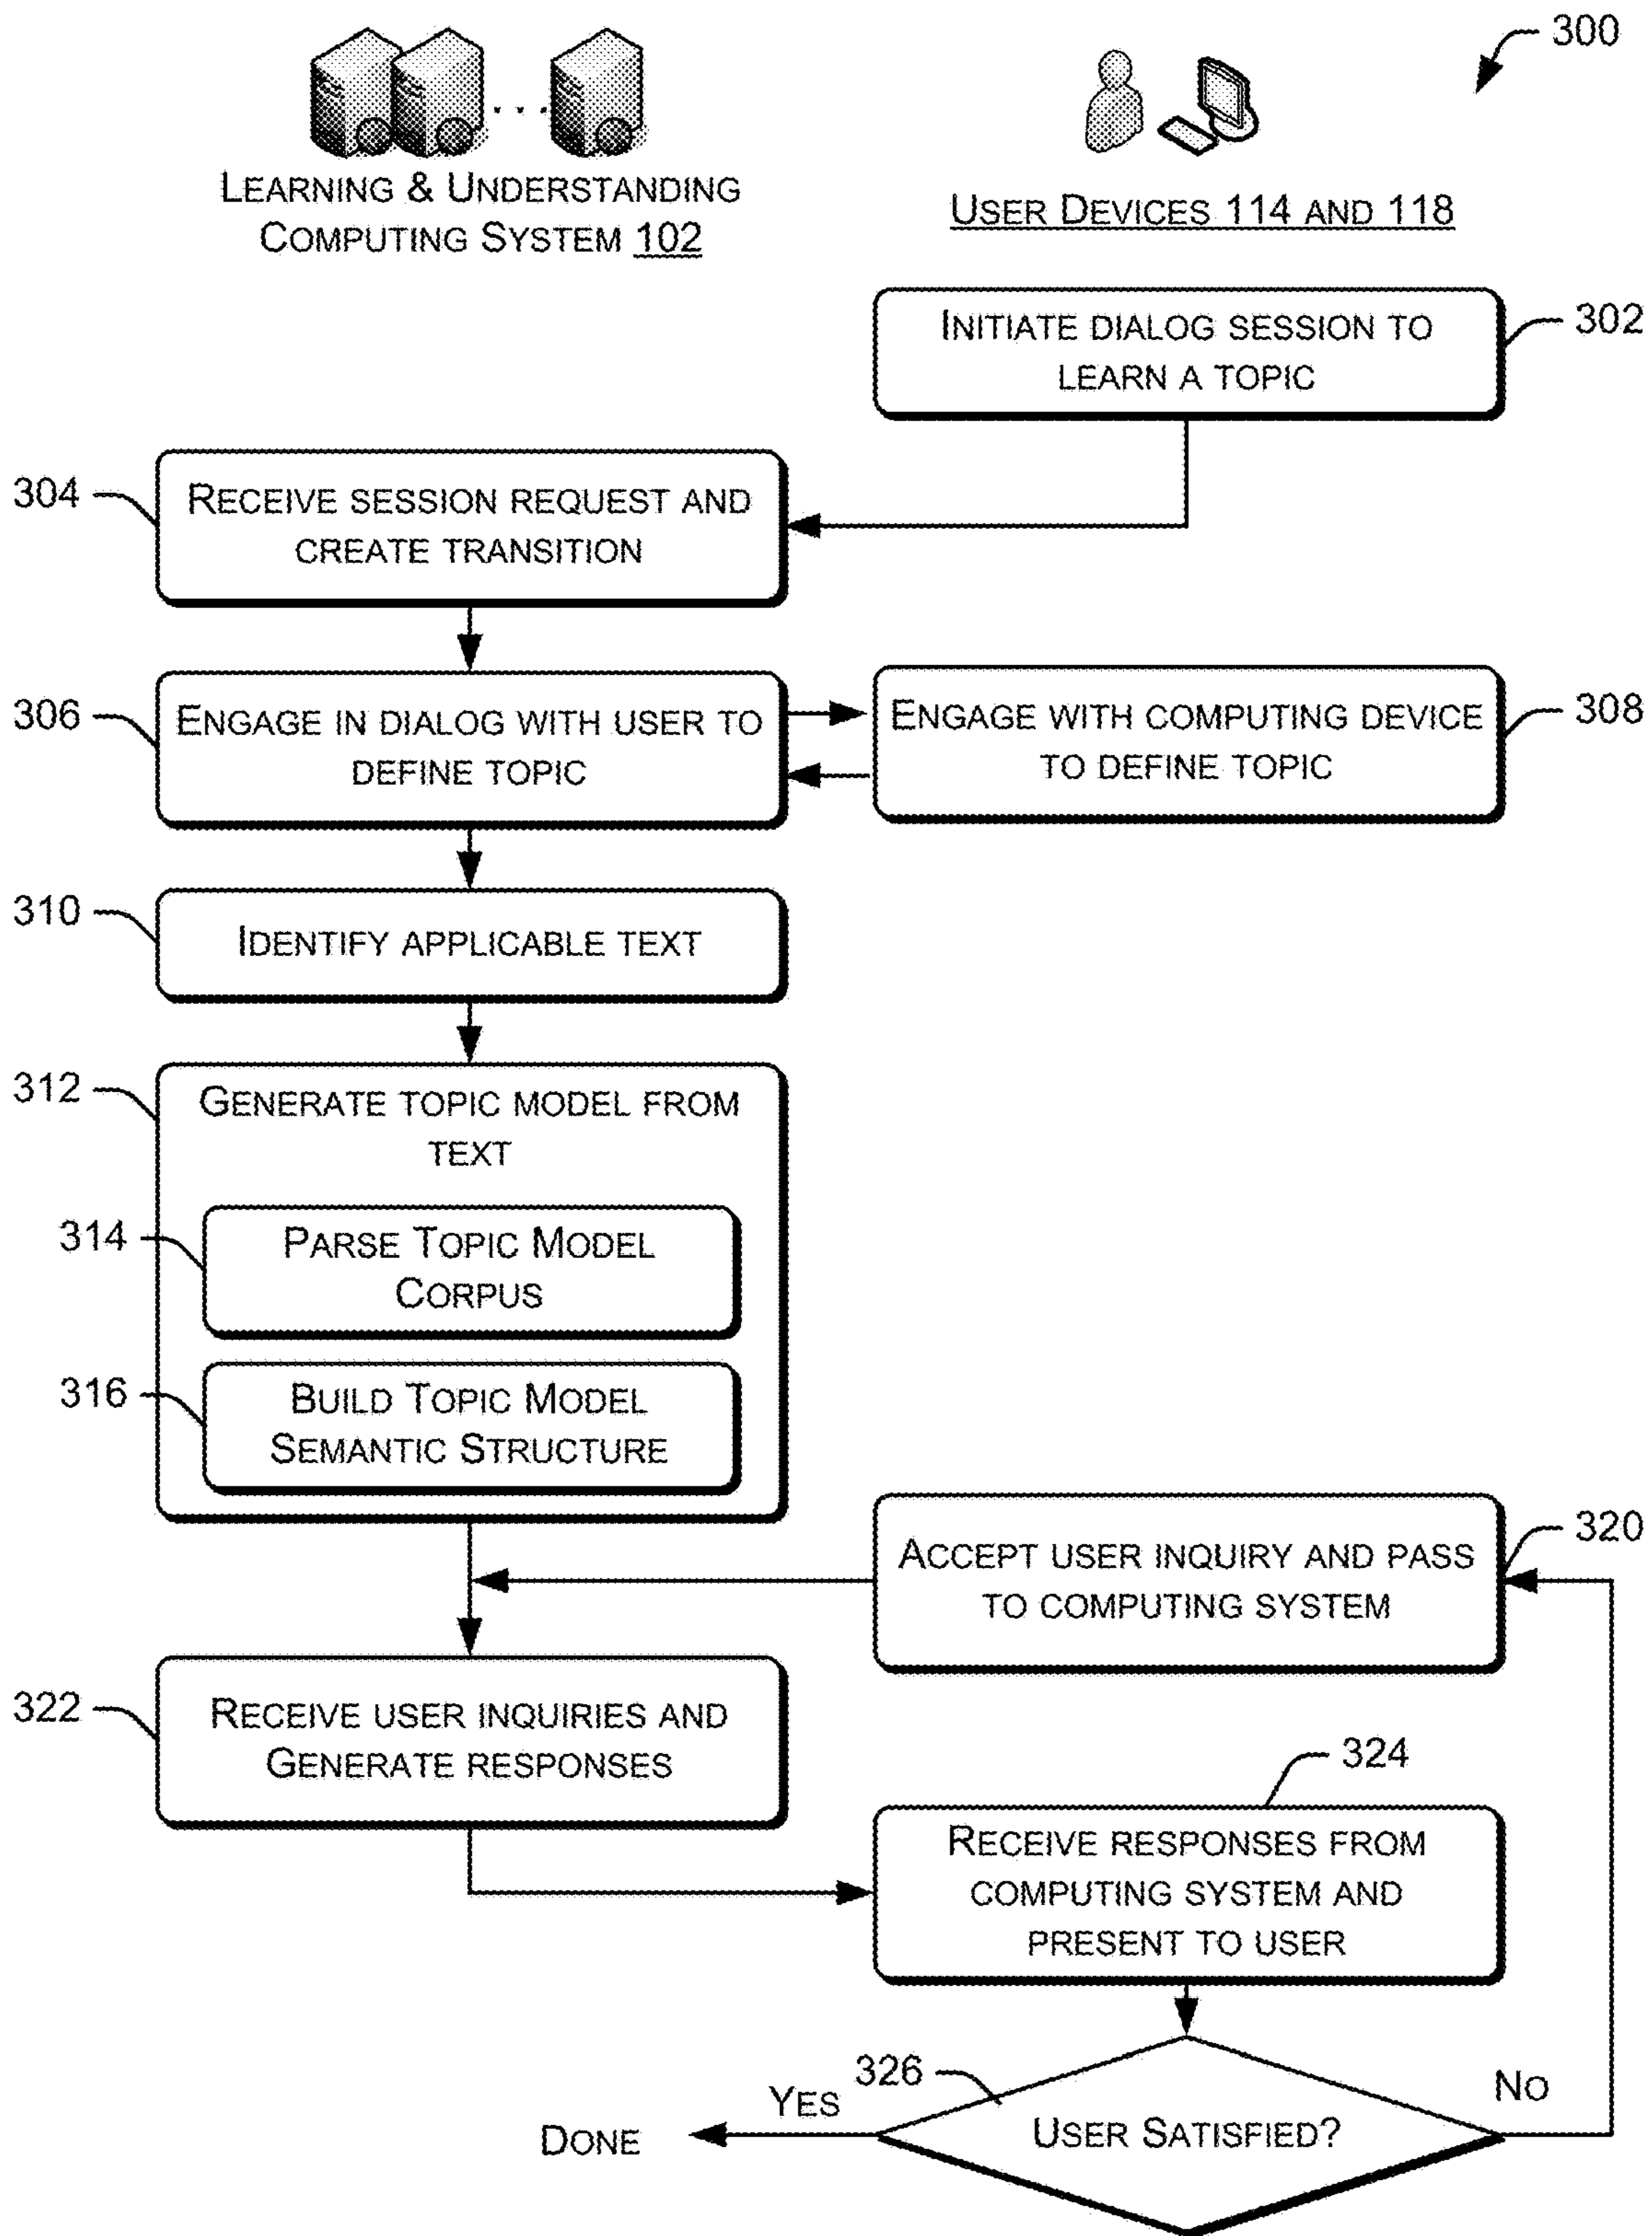 300
LEARNING & UNDERSTANDING
COMPUTING SYSTEM 102
USER DEVICES 114 AND 118
INITIATE DIALOG SESSION TO
LEARN A TOPIC
302
304
RECEIVE SESSION REQUEST AND
CREATE TRANSITION
306
ENGAGE IN DIALOG WITH USER TO
DEFINE TOPIC
ENGAGE WITH COMPUTING DEVICE
TO DEFINE TOPIC
308
310
IDENTIFY APPLICABLE TEXT
312
GENERATE TOPIC MODEL FROM
TEXT
314
PARSE TOPIC MODEL
CORPUS
316
BUILD TOPIC MODEL
SEMANTIC STRUCTURE
ACCEPT USER INQUIRY AND PASS
TO COMPUTING SYSTEM
320
322
RECEIVE USER INQUIRIES AND
GENERATE RESPONSES
324
RECEIVE RESPONSES FROM
COMPUTING SYSTEM AND
PRESENT TO USER
326
USER SATISFIED?
YES
DONE
NO